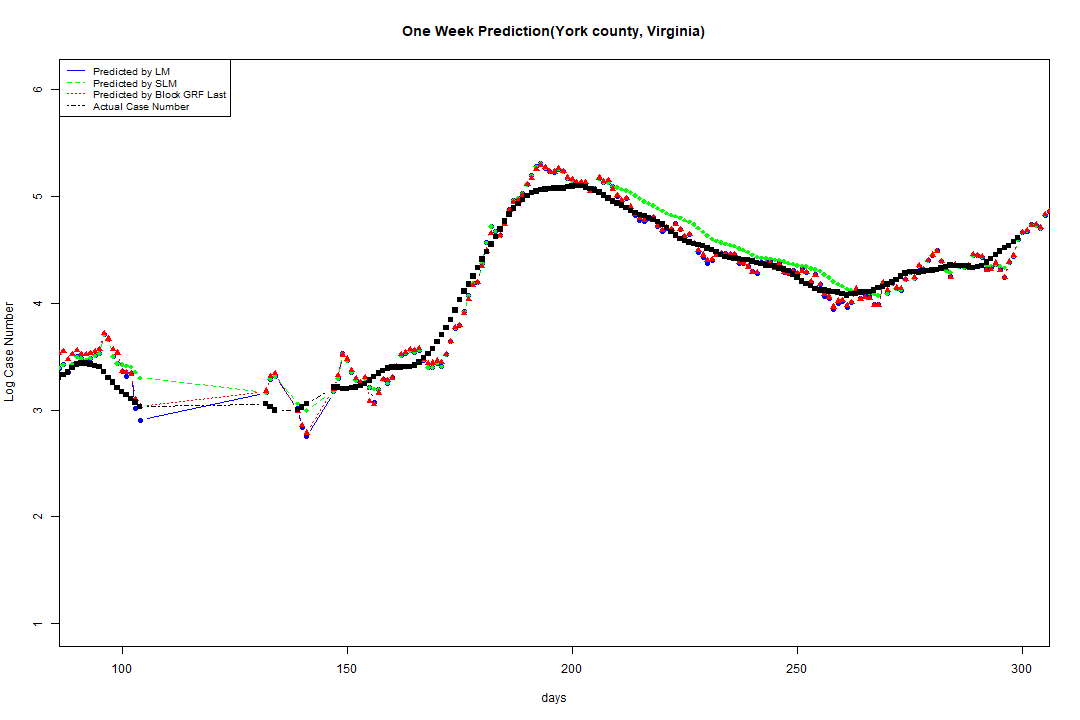 One Week Prediction(York county, Virginia)
Predicted by LM
Predicted by SLM
Predicted by Block GRF Last
Actual Case Number
6
5
4
3
2
1
Log Case Number
100 150 200 250 300
days